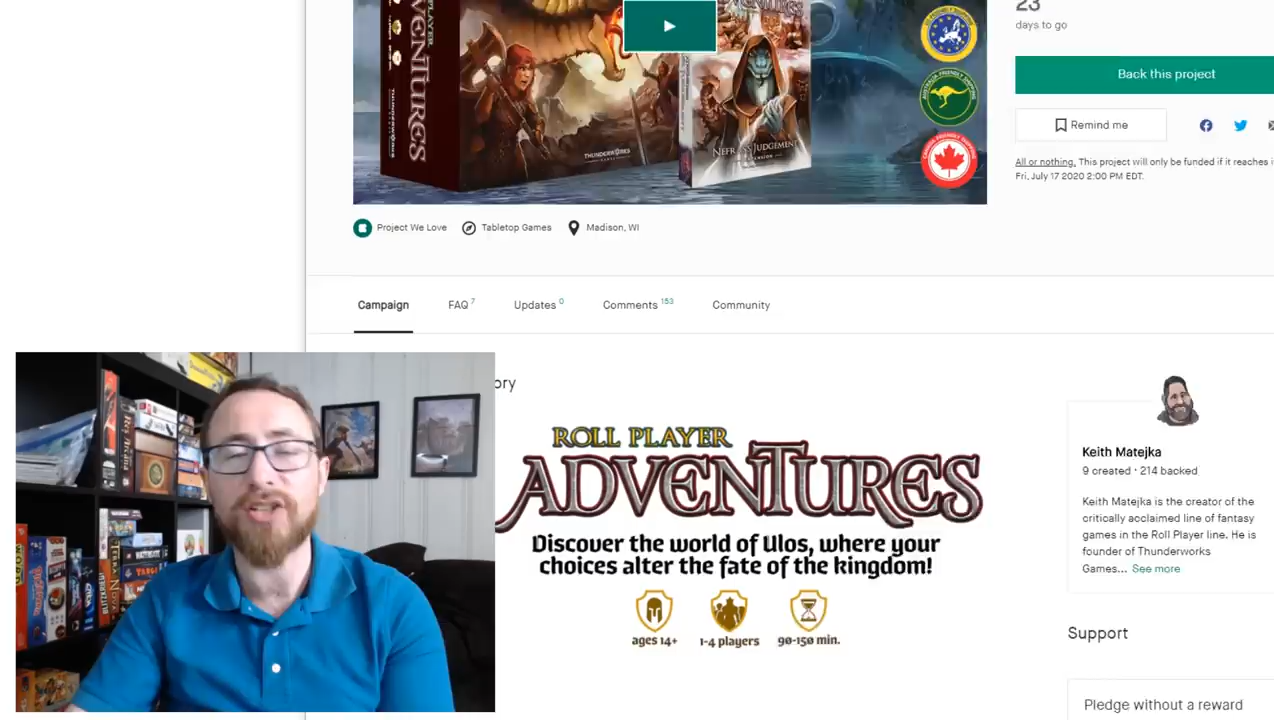 23
days to go
Back this project
Remind me
All or nothing. This project will only be funded if it reaches
Fri, July 17 2020 2:00 PM EDT.
ADVENTURES
THUNDERWORKS
NEFRAS JUDGEMENT
Project We Love
Tabletop Games
Madison, WI
Campaign
FAQ 7
Updates 0
Comments 153
Community
ory
ROLL PLAYER
ADVENTURES
Discover the world of Ulos, where your
choices alter the fate of the kingdom!
ages 14+
1-4 players
90-150 min.
Keith Matejka
9 created · 214 backed
Keith Matejka is the creator of the
critically acclaimed line of fantasy
games in the Roll Player line. He is
founder of Thunderworks
Games... See more
Support
Pledge without a reward